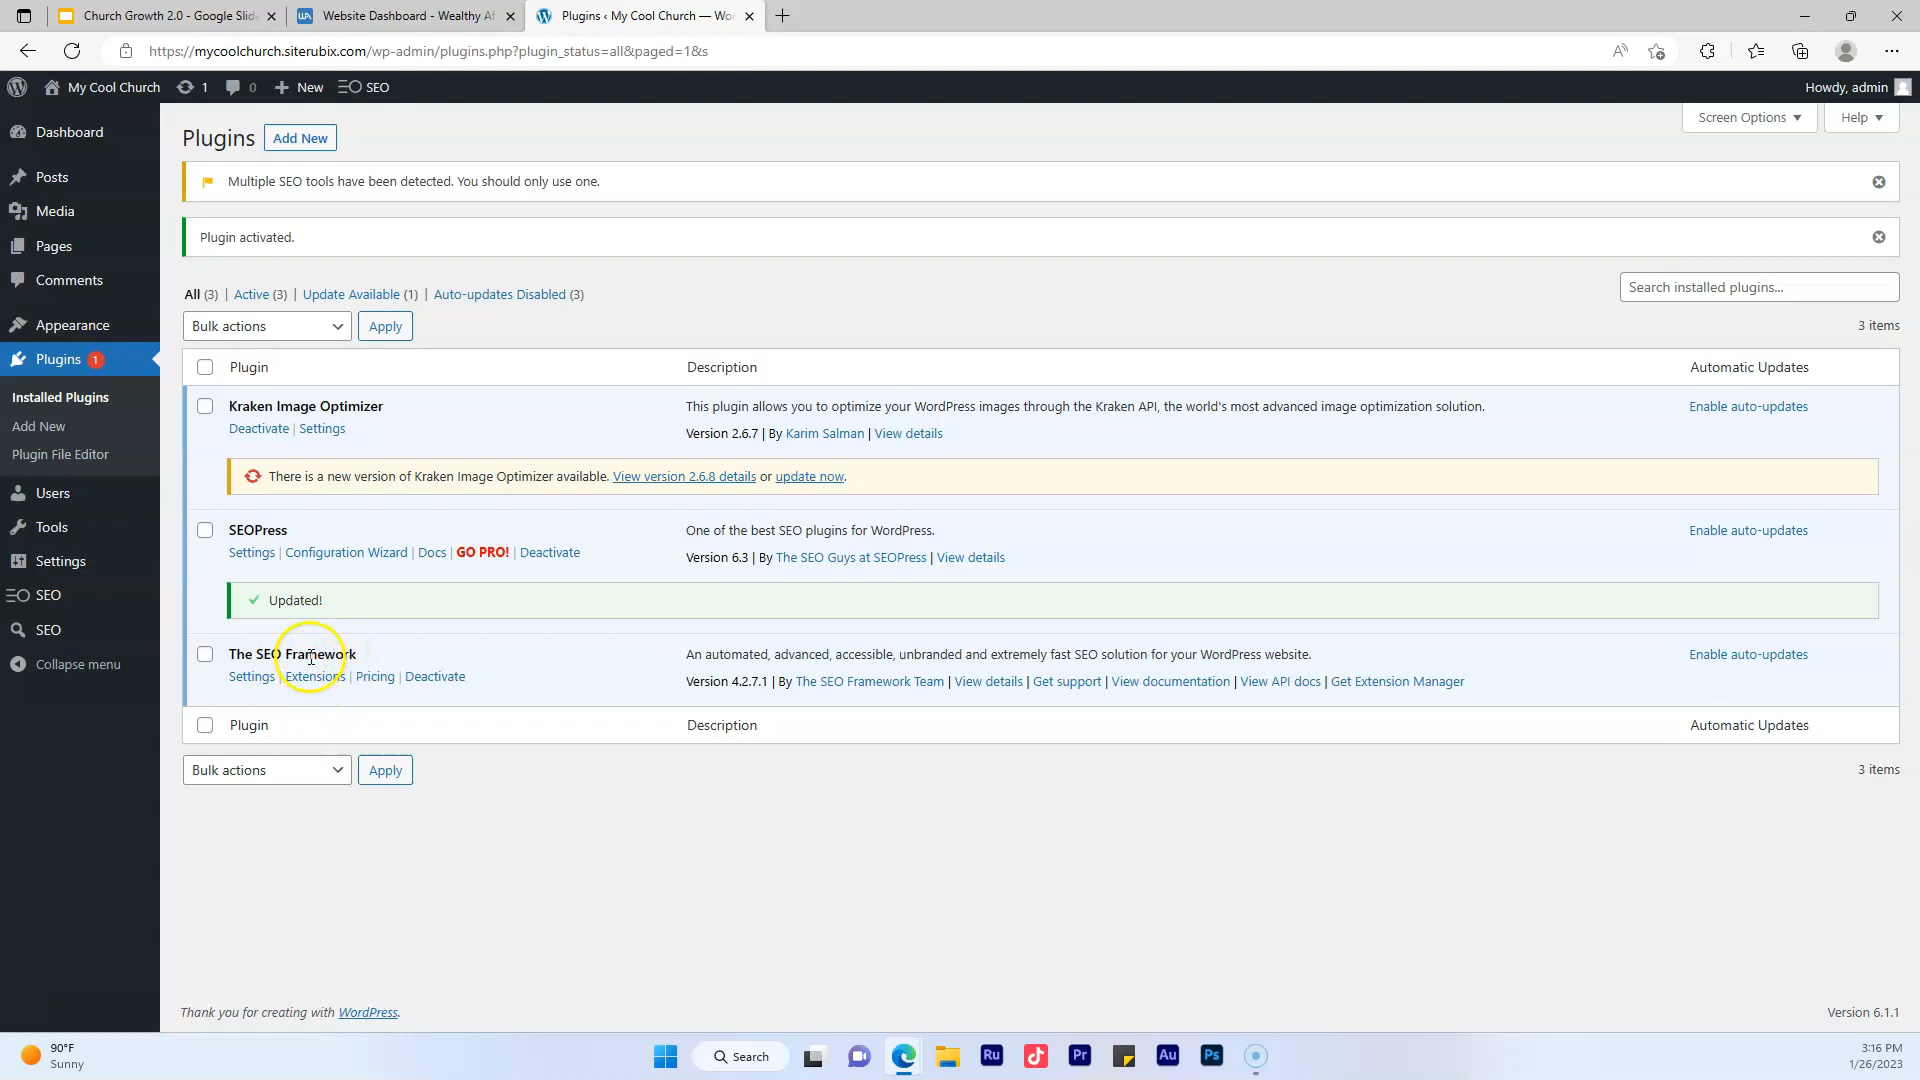 Church Growth 2.0 - Google Slid
Website Dashboard - Wealthy Af
Plugins ‹ My Cool Church — Wor
https://mycoolchurch.siterubix.com/wp-admin/plugins.php?plugin_status=all&paged=1&s
My Cool Church 1 0 New SEO Howdy, admin
Screen Options Help
Dashboard
Posts
Media
Pages
Comments
Appearance
Plugins 1
Installed Plugins
Add New
Plugin File Editor
Users
Tools
Settings
SEO
SEO
Collapse menu
Plugins Add New
Multiple SEO tools have been detected. You should only use one.
Plugin activated.
All (3) | Active (3) | Update Available (1) | Auto-updates Disabled (3)
Search installed plugins...
Bulk actions Apply 3 items
Plugin Description Automatic Updates
Kraken Image Optimizer This plugin allows you to optimize your WordPress images through the Kraken API, the world's most advanced image optimization solution. Enable auto-updates
Deactivate | Settings Version 2.6.7 | By Karim Salman | View details
There is a new version of Kraken Image Optimizer available. View version 2.6.8 details or update now.
SEOPress One of the best SEO plugins for WordPress. Enable auto-updates
Settings | Configuration Wizard | Docs | GO PRO! | Deactivate Version 6.3 | By The SEO Guys at SEOPress | View details
Updated!
The SEO Framework An automated, advanced, accessible, unbranded and extremely fast SEO solution for your WordPress website. Enable auto-updates
Settings | Extensions | Pricing | Deactivate Version 4.2.7.1 | By The SEO Framework Team | View details | Get support | View documentation | View API docs | Get Extension Manager
Plugin Description Automatic Updates
Bulk actions Apply 3 items
Thank you for creating with WordPress. Version 6.1.1
90°F
Sunny
Search
Ru Pr Au Ps
3:16 PM
1/26/2023